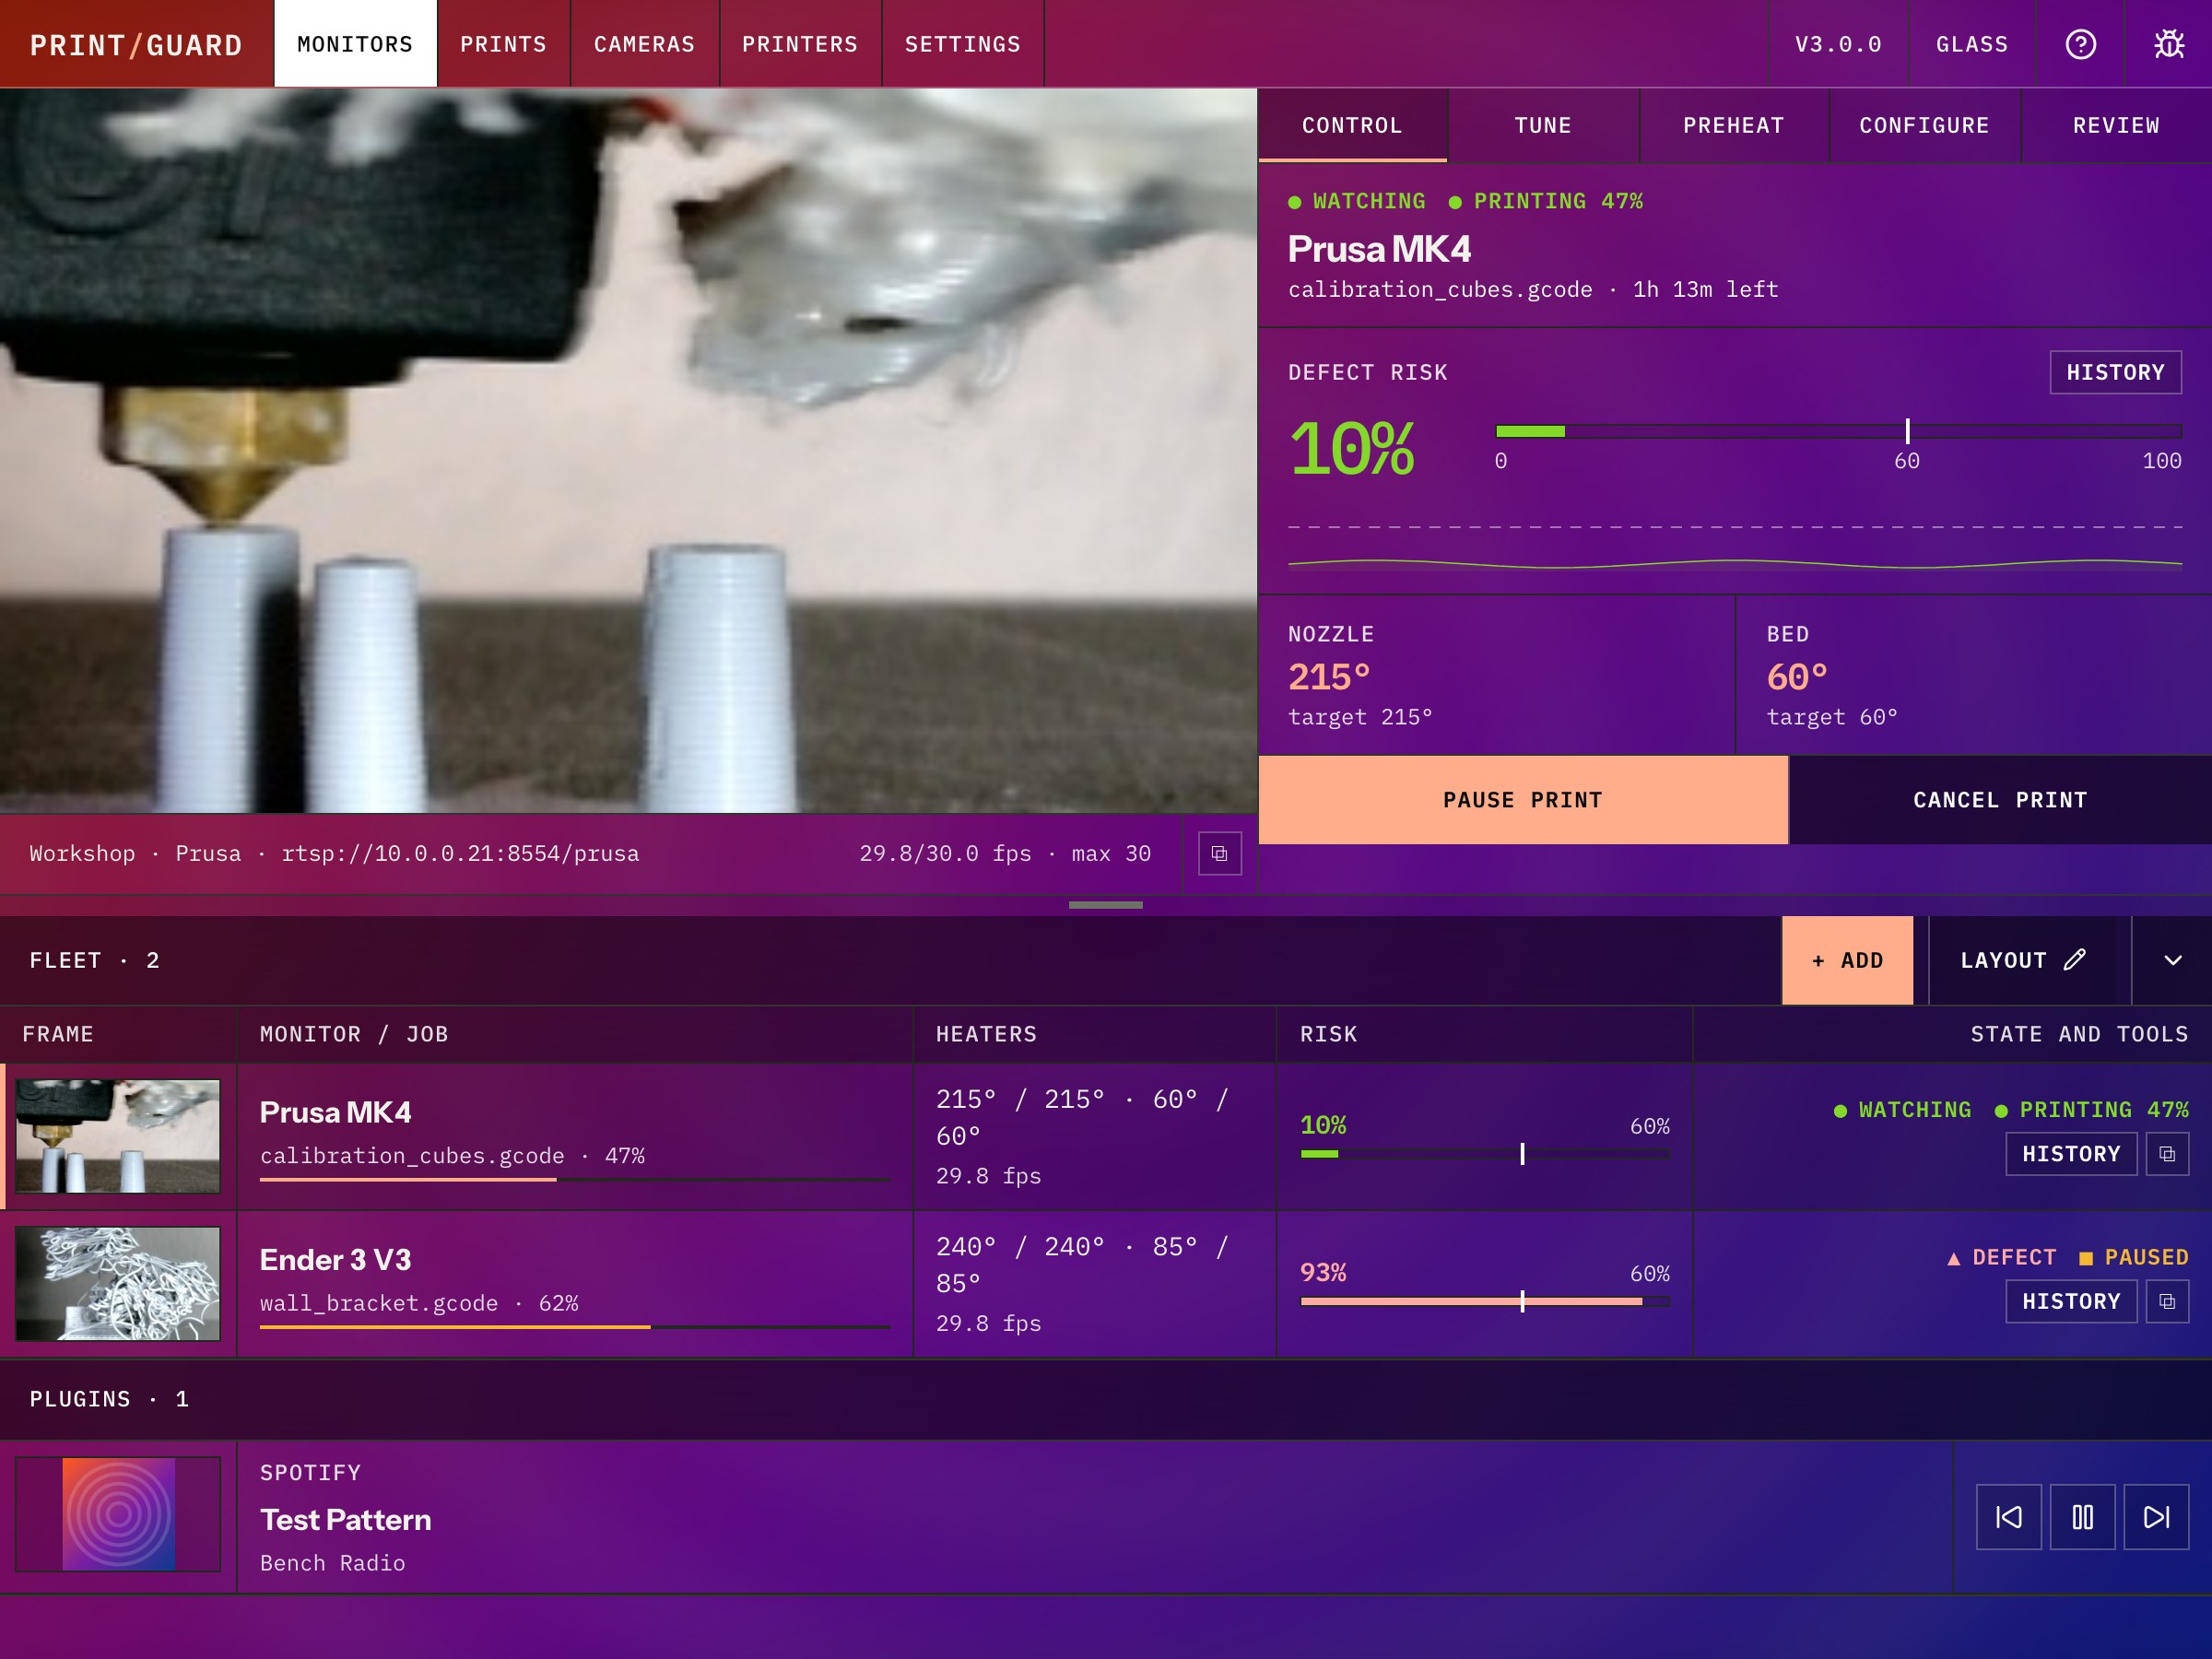 PRINT/GUARD
MONITORS
PRINTS
CAMERAS
PRINTERS
SETTINGS
V3.0.0
GLASS
CONTROL
TUNE
PREHEAT
CONFIGURE
REVIEW
● WATCHING ● PRINTING 47%
Prusa MK4
calibration_cubes.gcode · 1h 13m left
DEFECT RISK
HISTORY
10%
0
60
100
NOZZLE
215°
target 215°
BED
60°
target 60°
PAUSE PRINT
CANCEL PRINT
Workshop · Prusa · rtsp://10.0.0.21:8554/prusa
29.8/30.0 fps · max 30
FLEET · 2
+ ADD
LAYOUT
FRAME
MONITOR / JOB
HEATERS
RISK
STATE AND TOOLS
Prusa MK4
calibration_cubes.gcode · 47%
215° / 215° · 60° /
60°
29.8 fps
10%
60%
● WATCHING ● PRINTING 47%
HISTORY
Ender 3 V3
wall_bracket.gcode · 62%
240° / 240° · 85° /
85°
29.8 fps
93%
60%
▲ DEFECT ■ PAUSED
HISTORY
PLUGINS · 1
SPOTIFY
Test Pattern
Bench Radio